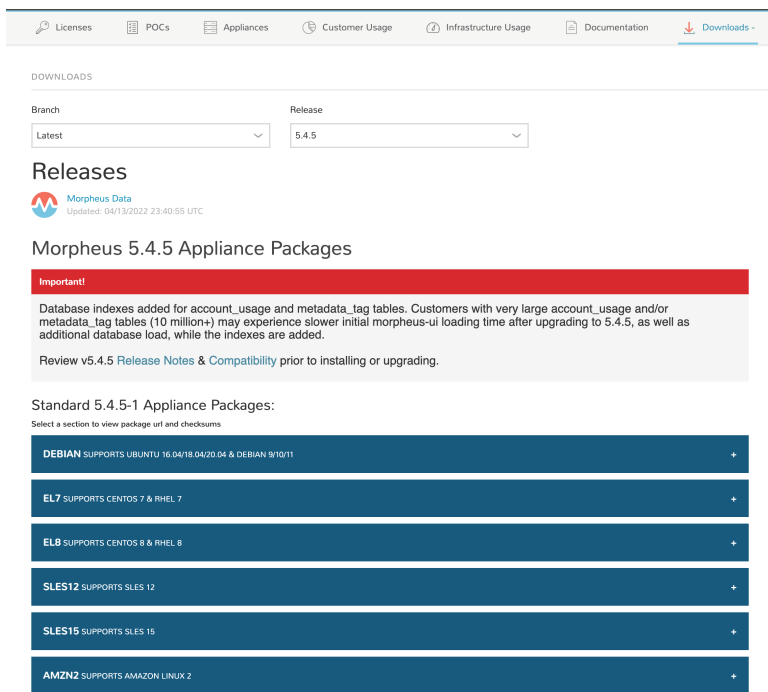 Licenses POCs Appliances Customer Usage Infrastructure Usage Documentation Downloads -
DOWNLOADS
Branch Release
Latest 5.4.5
Releases
Morpheus Data
Updated: 04/13/2022 23:40:55 UTC
Morpheus 5.4.5 Appliance Packages
Important!
Database indexes added for account_usage and metadata_tag tables. Customers with very large account_usage and/or
metadata_tag tables (10 million+) may experience slower initial morpheus-ui loading time after upgrading to 5.4.5, as well as
additional database load, while the indexes are added.
Review v5.4.5 Release Notes & Compatibility prior to installing or upgrading.
Standard 5.4.5-1 Appliance Packages:
Select a section to view package url and checksums
DEBIAN SUPPORTS UBUNTU 16.04/18.04/20.04 & DEBIAN 9/10/11 +
EL7 SUPPORTS CENTOS 7 & RHEL 7 +
EL8 SUPPORTS CENTOS 8 & RHEL 8 +
SLES12 SUPPORTS SLES 12 +
SLES15 SUPPORTS SLES 15 +
AMZN2 SUPPORTS AMAZON LINUX 2 +